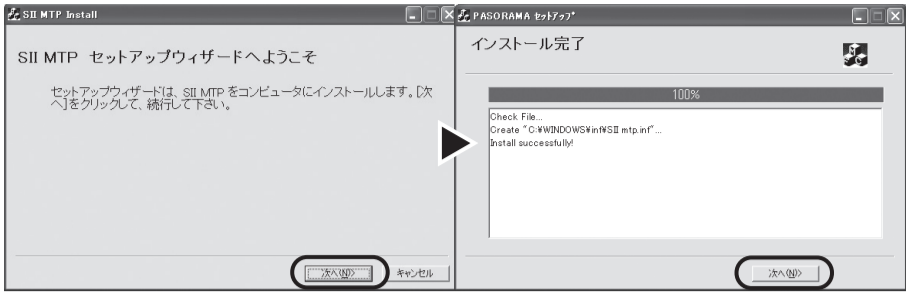 SII MTP Install
SII MTP セットアップウィザードへようこそ
セットアップウィザードは、SII MTP をコンピュータにインストールします。[次
へ]をクリックして、続行して下さい。
次へ(N)>
キャンセル
PASORAMA セットアップ
インストール完了
100%
Check File...
Create "C:¥WINDOWS¥inf¥SII mtp.inf"...
Install successfully!
次へ(N)>